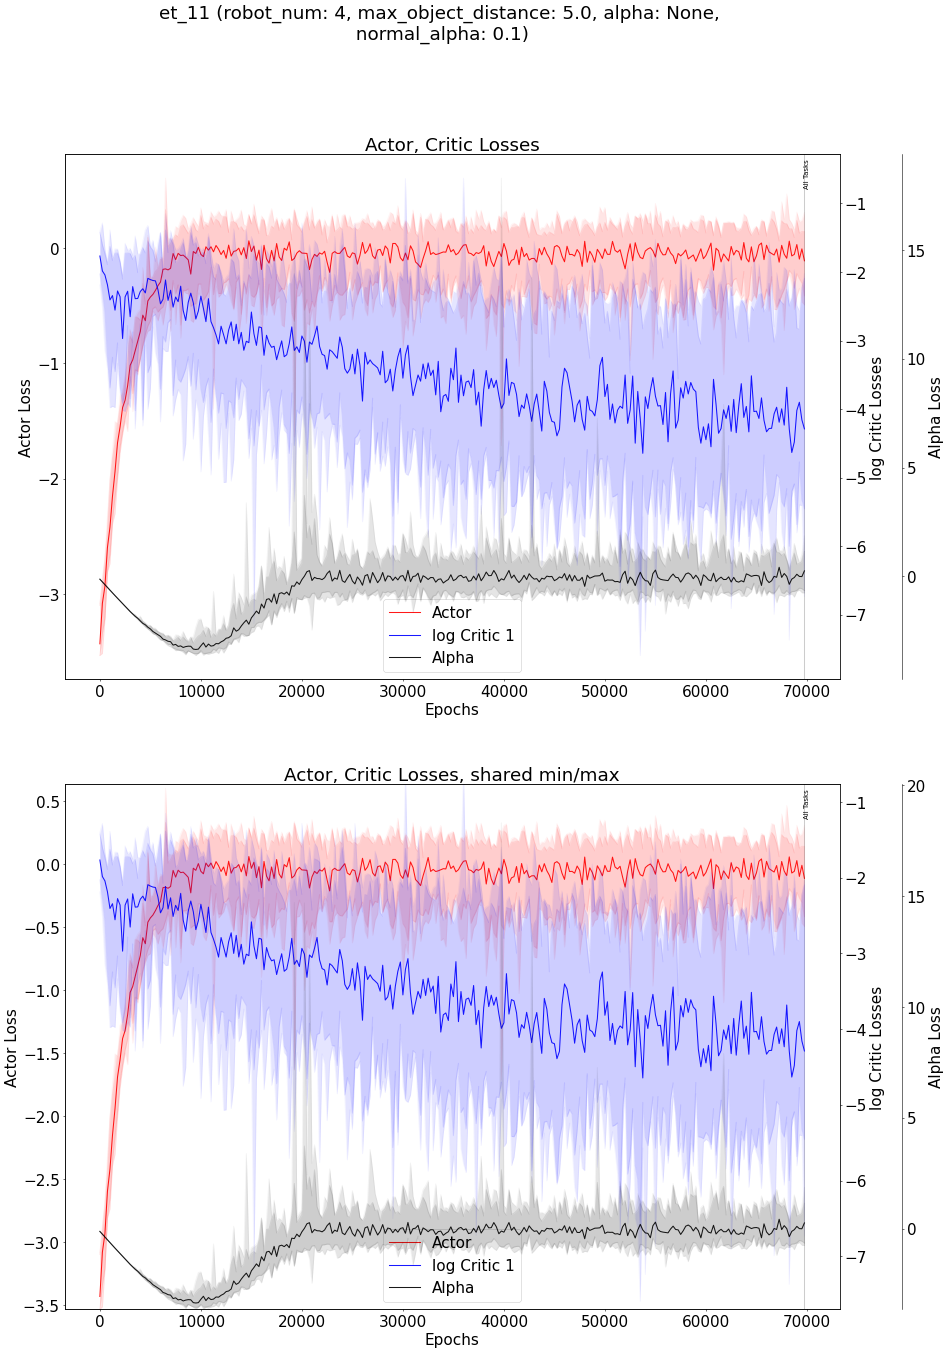 et_11 (robot_num: 4, max_object_distance: 5.0, alpha: None,
normal_alpha: 0.1)
Actor, Critic Losses
All Tasks
0
−1
−2
−3
Actor Loss
−1
−2
−3
−4
−5
−6
−7
log Critic Losses
15
10
5
0
Alpha Loss
Actor
log Critic 1
Alpha
0
10000
20000
30000
40000
50000
60000
70000
Epochs
Actor, Critic Losses, shared min/max
All Tasks
0.5
0.0
−0.5
−1.0
−1.5
−2.0
−2.5
−3.0
−3.5
Actor Loss
−1
−2
−3
−4
−5
−6
−7
log Critic Losses
20
15
10
5
0
Alpha Loss
Actor
log Critic 1
Alpha
0
10000
20000
30000
40000
50000
60000
70000
Epochs